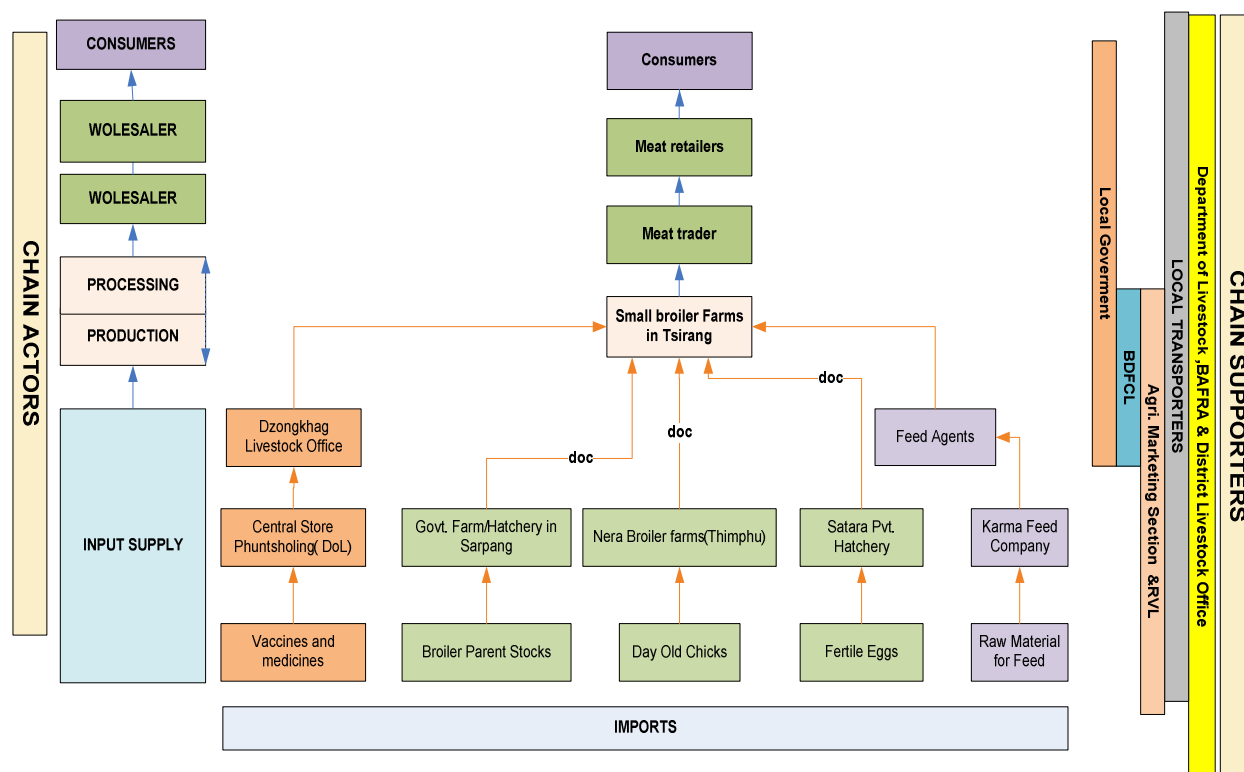 CHAIN ACTORS
CONSUMERS
WOLESALER
WOLESALER
PROCESSING
PRODUCTION
INPUT SUPPLY
Consumers
Meat retailers
Meat trader
Small broiler Farms
in Tsirang
doc
doc
doc
Dzongkhag
Livestock Office
Feed Agents
Central Store
Phuntsholing( DoL)
Govt. Farm/Hatchery in
Sarpang
Nera Broiler farms(Thimphu)
Satara Pvt.
Hatchery
Karma Feed
Company
Vaccines and
medicines
Broiler Parent Stocks
Day Old Chicks
Fertile Eggs
Raw Material
for Feed
IMPORTS
Local Goverment
BDFCL
Agri. Marketing Section &RVL
LOCAL TRANSPORTERS
Department of Livestock ,BAFRA & District Livestock Office
CHAIN SUPPORTERS